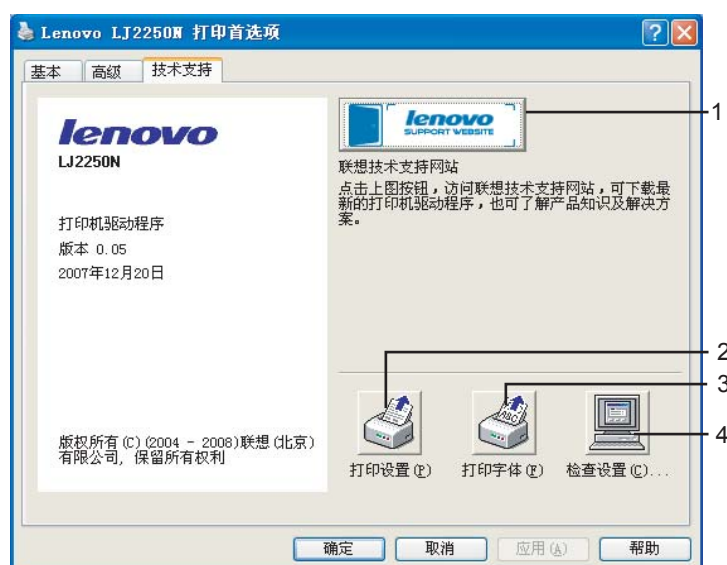 Lenovo LJ2250N 打印首选项
基本 高级 技术支持
lenovo
LJ2250N
打印机驱动程序
版本 0.05
2007年12月20日
版权所有(C)(2004 - 2008)联想(北京)
有限公司, 保留所有权利
lenovo
SUPPORT WEBSITE
1
联想技术支持网站
点击上图按钮，访问联想技术支持网站，可下载最
新的打印机驱动程序，也可了解产品知识及解决方
案。
2
3
4
ABC
打印设置(P) 打印字体(F) 检查设置(C)...
确定 取消 应用(A) 帮助